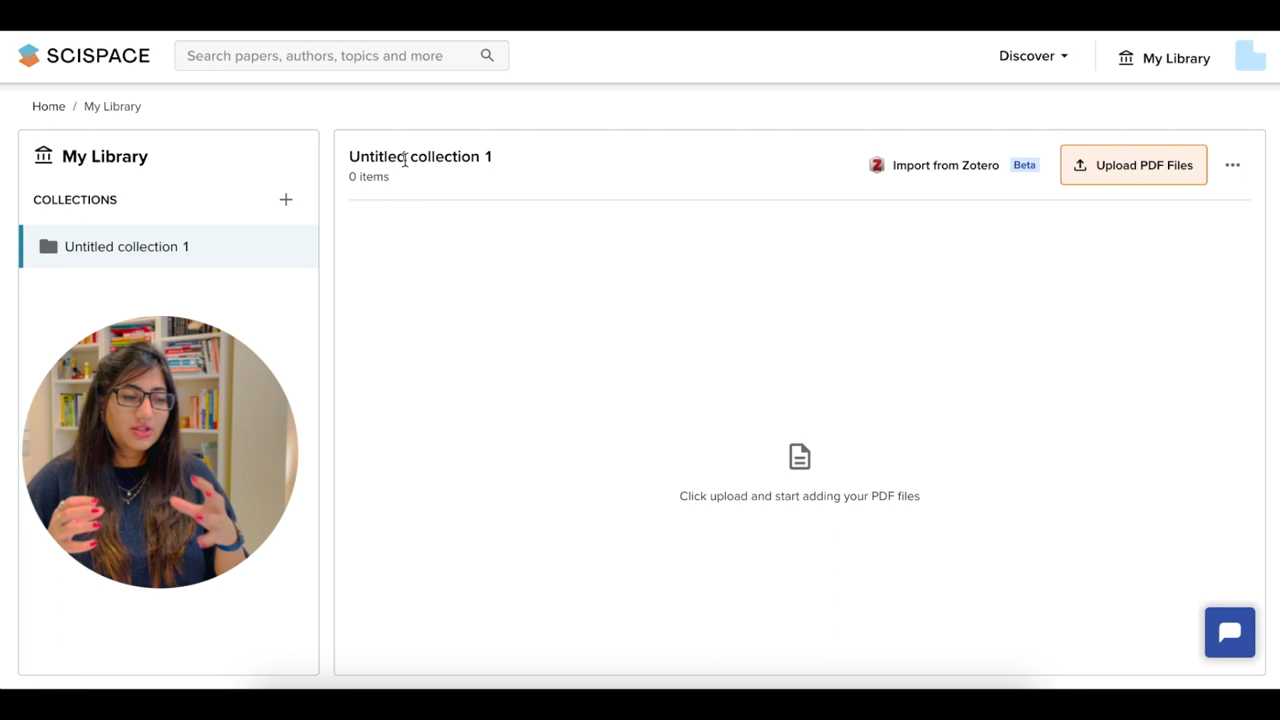 SCISPACE
Search papers, authors, topics and more
Discover
My Library
Home / My Library
My Library
COLLECTIONS
Untitled collection 1
Untitled collection 1
0 items
Import from Zotero
Beta
Upload PDF Files
Click upload and start adding your PDF files